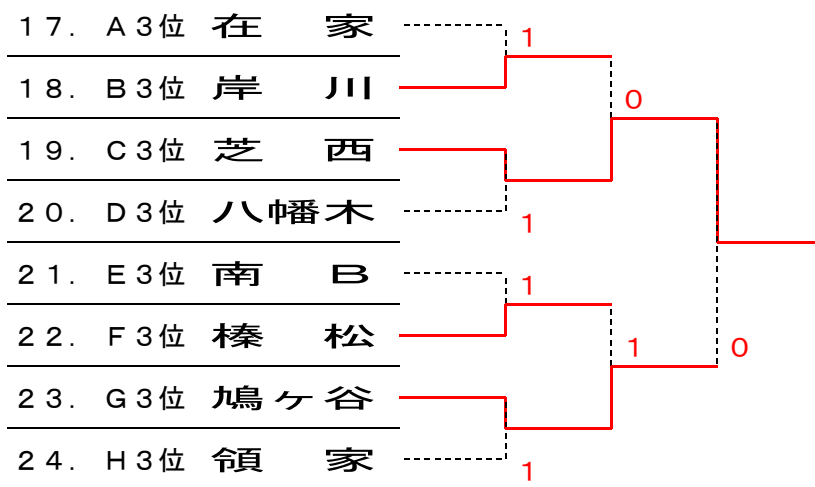 17. A3位 在 家
1
18. B3位 岸 川
0
19. C3位 芝 西
20. D3位 八幡木
1
21. E3位 南 B
1
22. F3位 榛 松
1 0
23. G3位 鳩ヶ谷
24. H3位 領 家
1